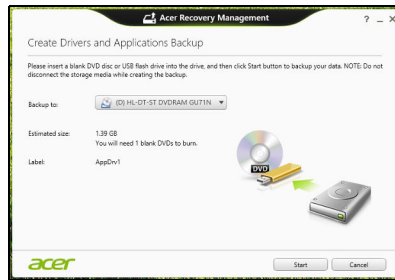 Acer Recovery Management
? _ X
Create Drivers and Applications Backup
Please insert a blank DVD disc or USB flash drive into the drive, and then click Start button to backup your data. NOTE: Do not
disconnect the storage media while creating the backup.
Backup to: (D) HL-DT-ST DVDRAM GU71N
Estimated size: 1.39 GB
You will need 1 blank DVDs to burn.
Label: AppDrv1
DVD
acer Start Cancel